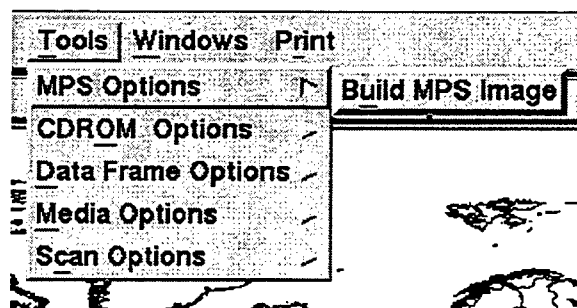 Tools Windows Print
MPS Options Build MPS Image
CDROM Options
Data Frame Options
Media Options
Scan Options